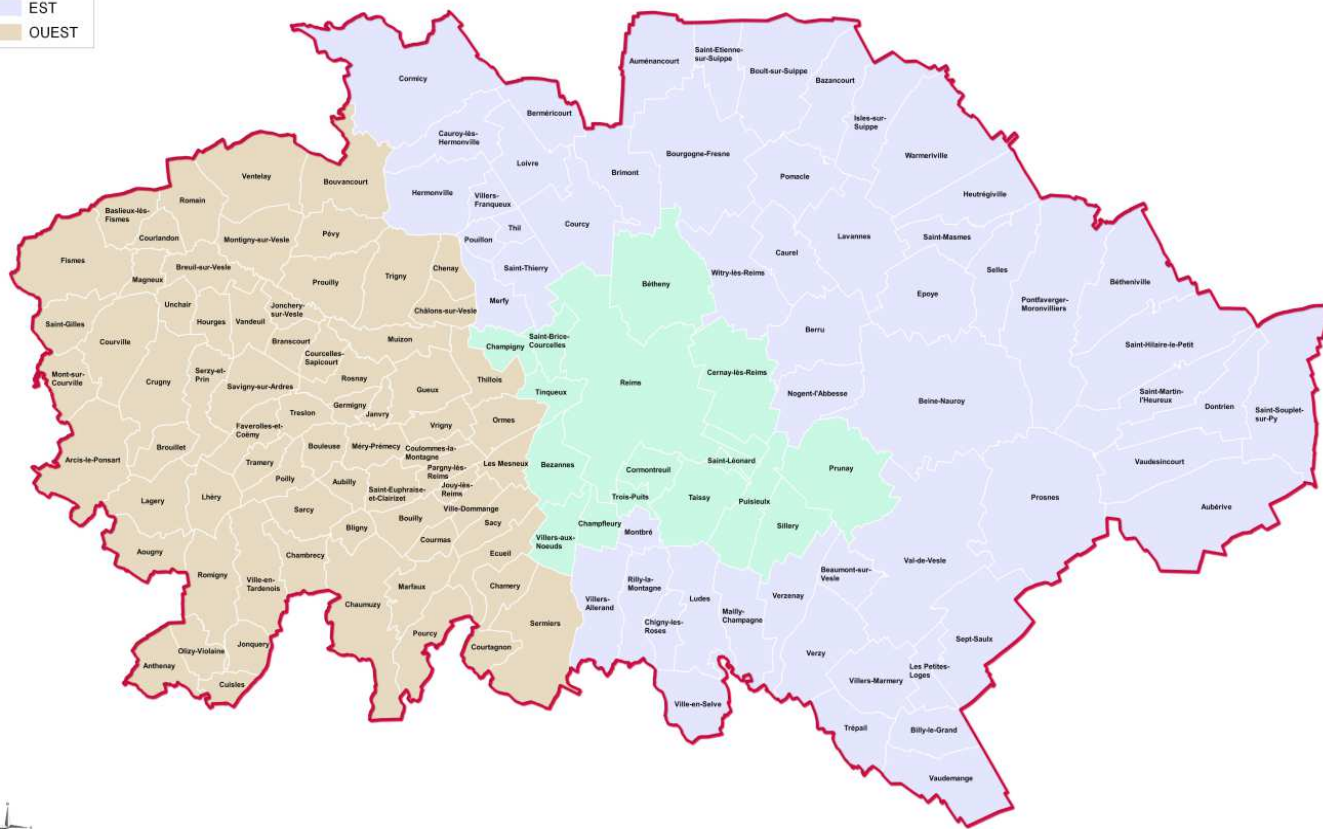 EST
OUEST
Cormicy
Auménancourt
Saint-Etienne-
sur-Suippe
Boult-sur-Suippe
Bazancourt
Isles-sur-
Suippe
Berméricourt
Cauroy-lès-
Hermonville
Loivre
Bourgogne-Fresne
Warmeriville
Brimont
Pomacle
Ventelay
Bouvancourt
Hermonville
Villers-
Franqueux
Heutrégiville
Romain
Baslieux-lès-
Fismes
Courlandon
Montigny-sur-Vesle
Pévy
Pouillon
Thil
Courcy
Lavannes
Saint-Masmes
Caurel
Fismes
Magneux
Breuil-sur-Vesle
Prouilly
Trigny
Chenay
Saint-Thierry
Bétheny
Witry-lès-Reims
Selles
Bétheniville
Epoye
Pontfaverger-
Moronvilliers
Merfy
Châlons-sur-Vesle
Unchair
Hourges
Vandeuil
Jonchery-
sur-Vesle
Saint-Gilles
Courville
Branscourt
Muizon
Champigny
Saint-Brice-
Courcelles
Berru
Saint-Hilaire-le-Petit
Courcelles-
Sapicourt
Mont-sur-
Courville
Crugny
Serzy-et-
Prin
Savigny-sur-Ardres
Rosnay
Gueux
Thillois
Tinqueux
Reims
Cernay-lès-Reims
Nogent-l'Abbesse
Beine-Nauroy
Saint-Martin-
l'Heureux
Dontrien
Saint-Souplet-
sur-Py
Germigny
Janvry
Treslon
Faverolles-et-
Coëmy
Vrigny
Ormes
Bouleuse
Méry-Prémecy
Coulommes-la-
Montagne
Brouillet
Arcis-le-Ponsart
Tramery
Poilly
Aubilly
Pargny-lès-
Reims
Les Mesneux
Bezannes
Cormontreuil
Saint-Léonard
Prunay
Vaudesincourt
Lagery
Lhéry
Saint-Euphraise-
et-Clairizet
Jouy-lès-
Reims
Ville-Dommange
Trois-Puits
Taissy
Puisieulx
Prosnes
Aubérive
Sarcy
Bligny
Bouilly
Sacy
Courmas
Champfleury
Montbré
Sillery
Villers-aux-
Noeuds
Aougny
Chambrecy
Ecueil
Val-de-Vesle
Romigny
Ville-en-
Tardenois
Marfaux
Chamery
Villers-
Allerand
Rilly-la-
Montagne
Ludes
Beaumont-sur-
Vesle
Verzenay
Chaumuzy
Mailly-
Champagne
Chigny-les-
Roses
Sermiers
Pourcy
Courtagnon
Jonquery
Olizy-Violaine
Anthenay
Cuisles
Verzy
Sept-Saulx
Les Petites-
Loges
Villers-Marmery
Ville-en-Selve
Trépail
Billy-le-Grand
Vaudemange